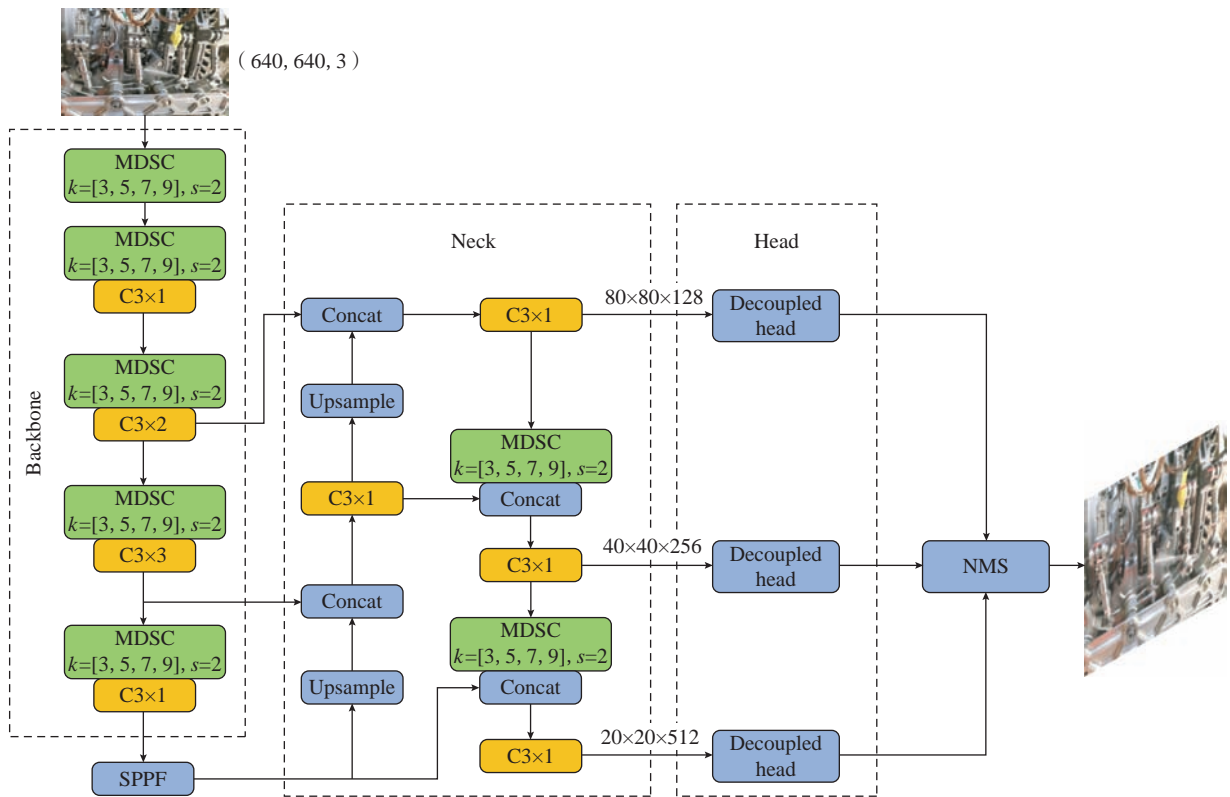 (640, 640, 3)
Backbone
MDSC
k=[3, 5, 7, 9], s=2
MDSC
k=[3, 5, 7, 9], s=2
C3×1
MDSC
k=[3, 5, 7, 9], s=2
C3×2
MDSC
k=[3, 5, 7, 9], s=2
C3×3
MDSC
k=[3, 5, 7, 9], s=2
C3×1
SPPF
Neck
Concat
Upsample
C3×1
Concat
Upsample
C3×1
MDSC
k=[3, 5, 7, 9], s=2
Concat
C3×1
MDSC
k=[3, 5, 7, 9], s=2
Concat
C3×1
80×80×128
40×40×256
20×20×512
Head
Decoupled
head
Decoupled
head
Decoupled
head
NMS